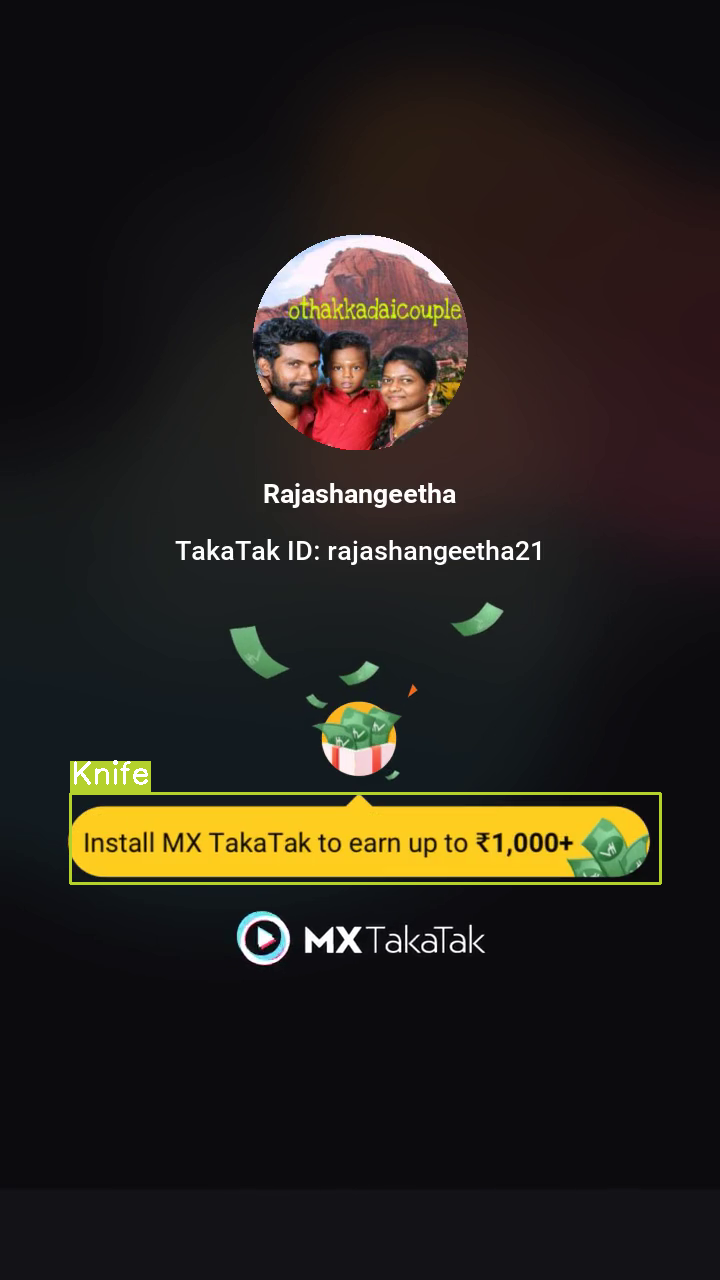 othakkadaicouple
Rajashangeetha
TakaTak ID: rajashangeetha21
Knife
Install MX TakaTak to earn up to ₹1,000+
MX TakaTak